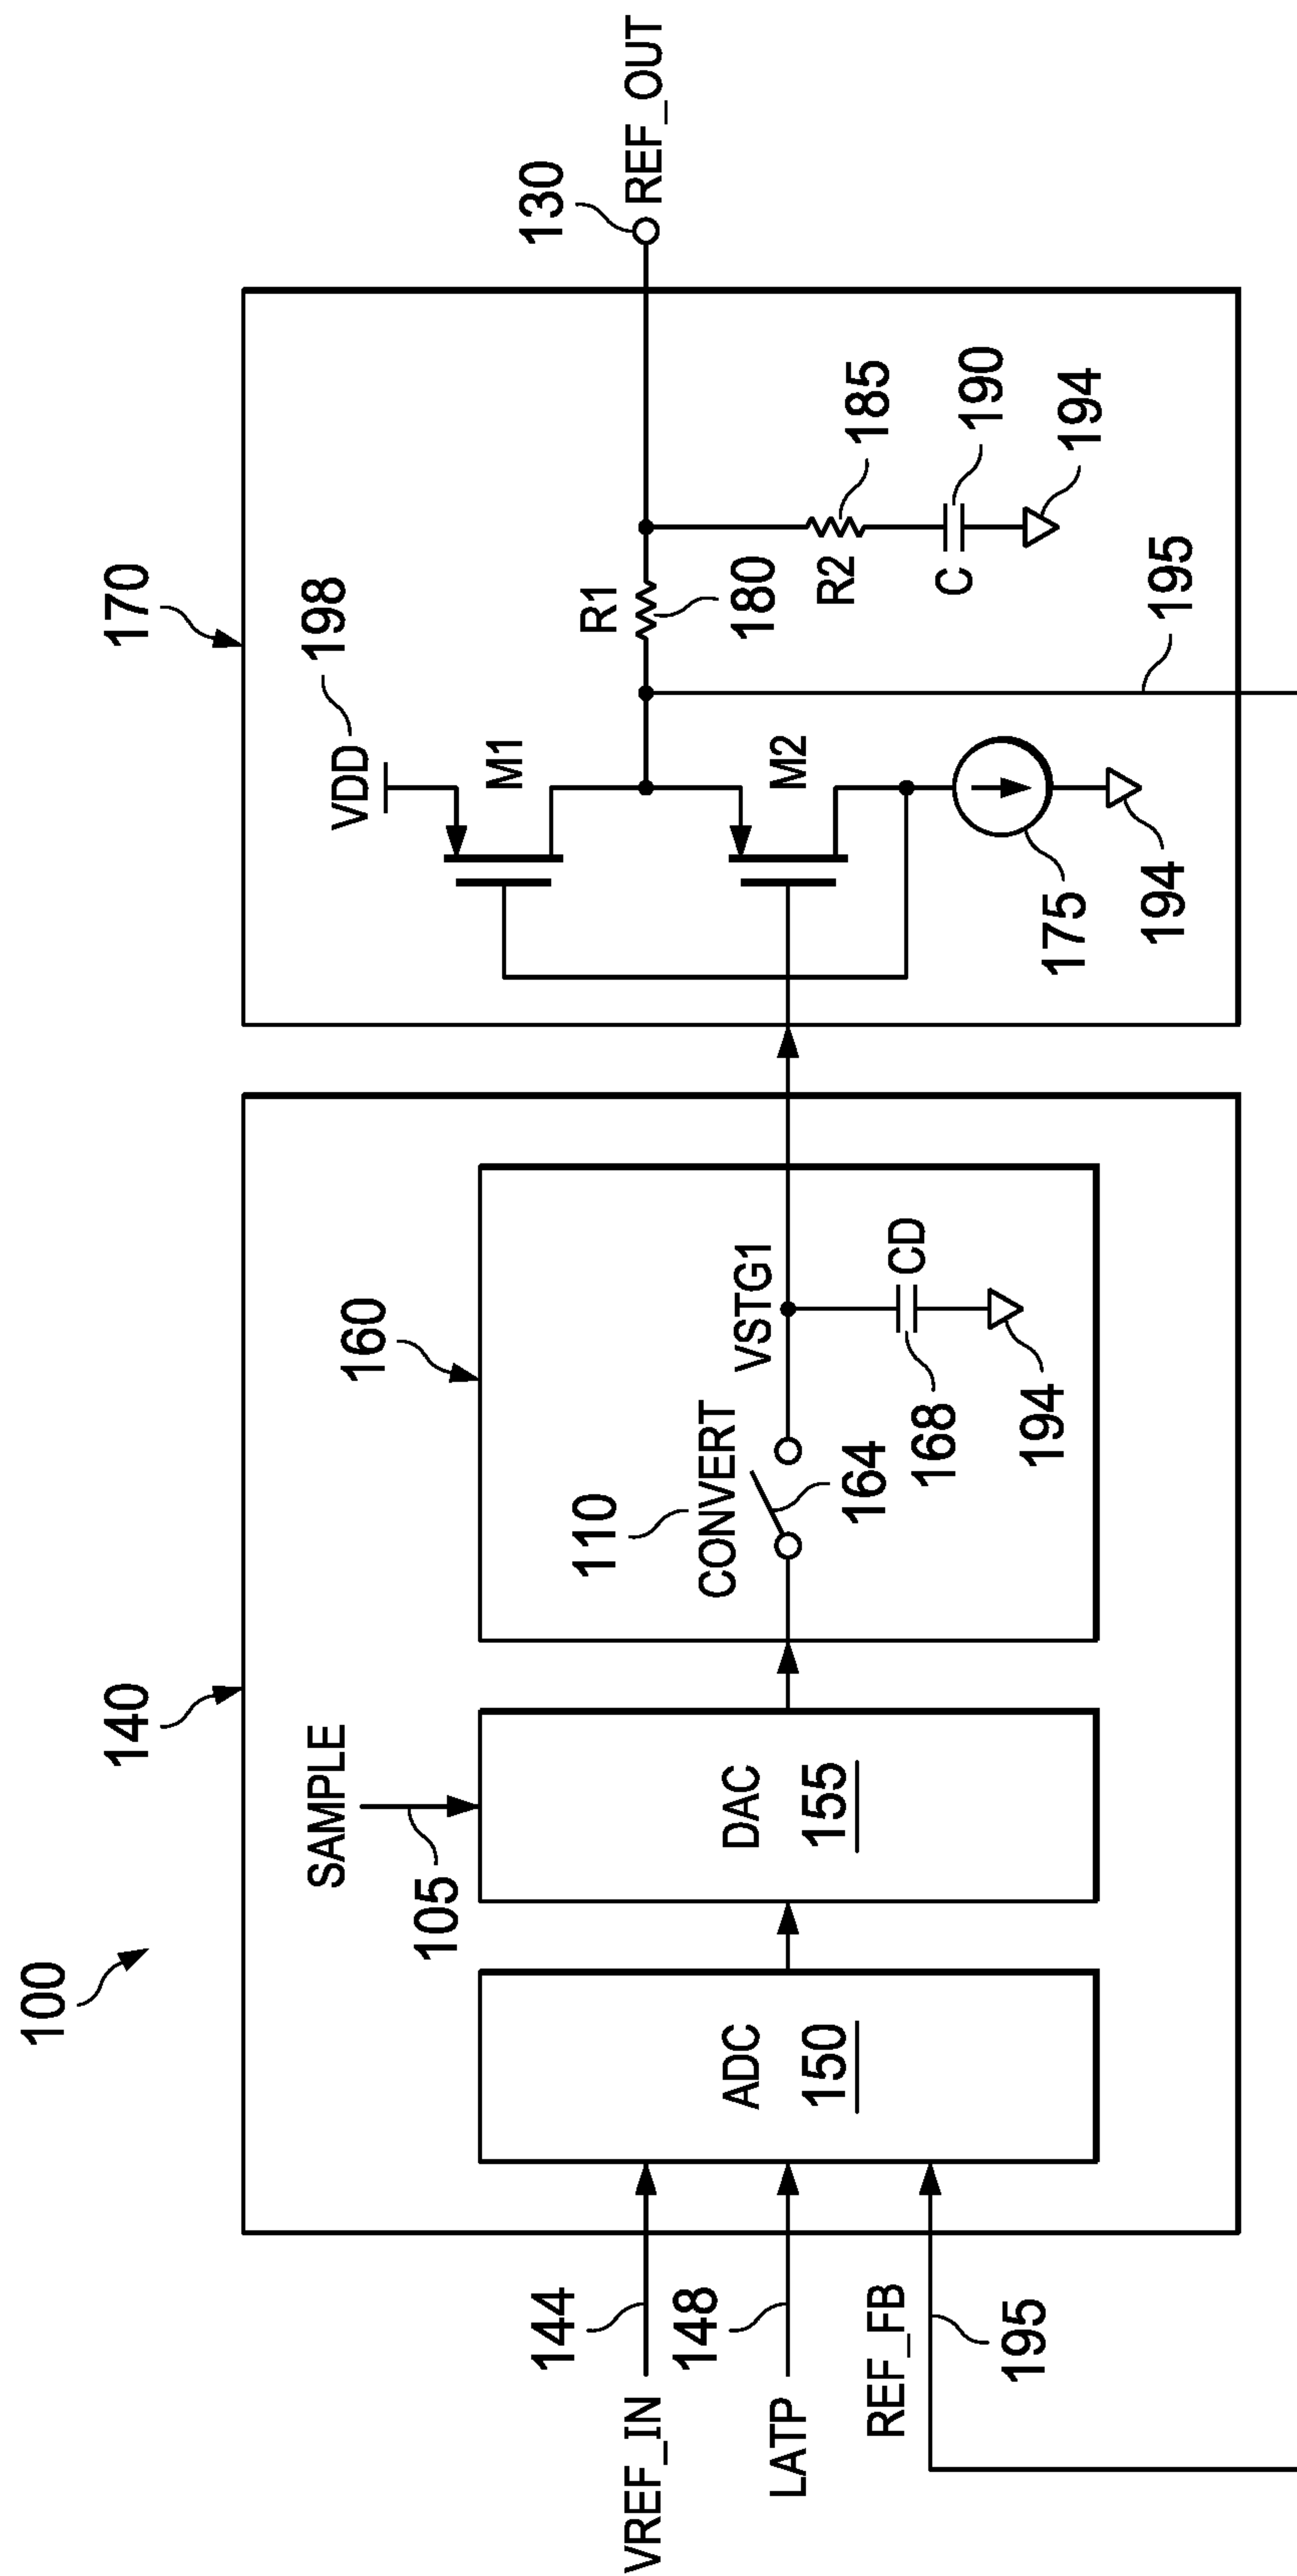 100
140
170
SAMPLE
105
160
VDD
198
130
REF_OUT
VREF_IN
144
110
CONVERT
M1
R1
180
LATP
148
ADC
150
DAC
155
VSTG1
164
M2
R2
185
REF_FB
195
168
CD
C
190
194
175
194
194
195